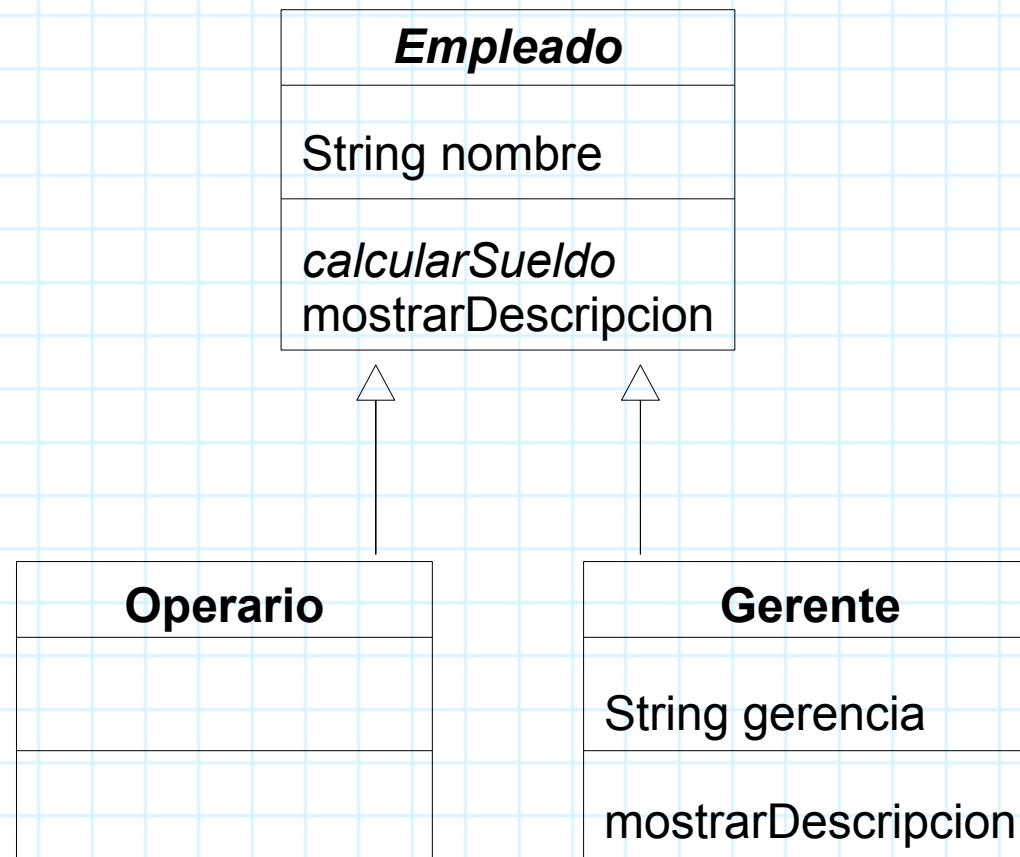 Empleado
String nombre
calcularSueldo
mostrarDescripcion
Operario
Gerente
String gerencia
mostrarDescripcion